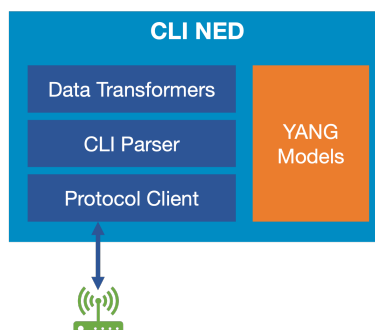 CLI NED
Data Transformers
CLI Parser
Protocol Client
YANG
Models